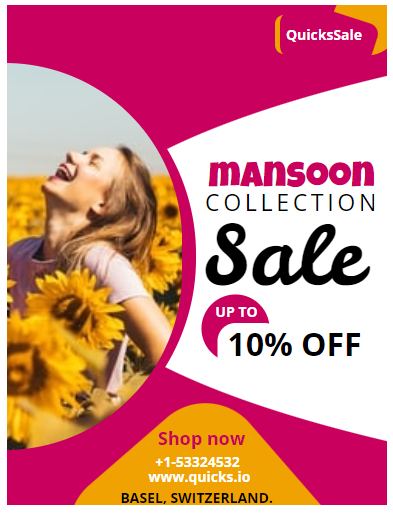 QuicksSale
mansoon
COLLECTION
Sale
UP TO
10% OFF
Shop now
+1-53324532
www.quicks.io
BASEL, SWITZERLAND.